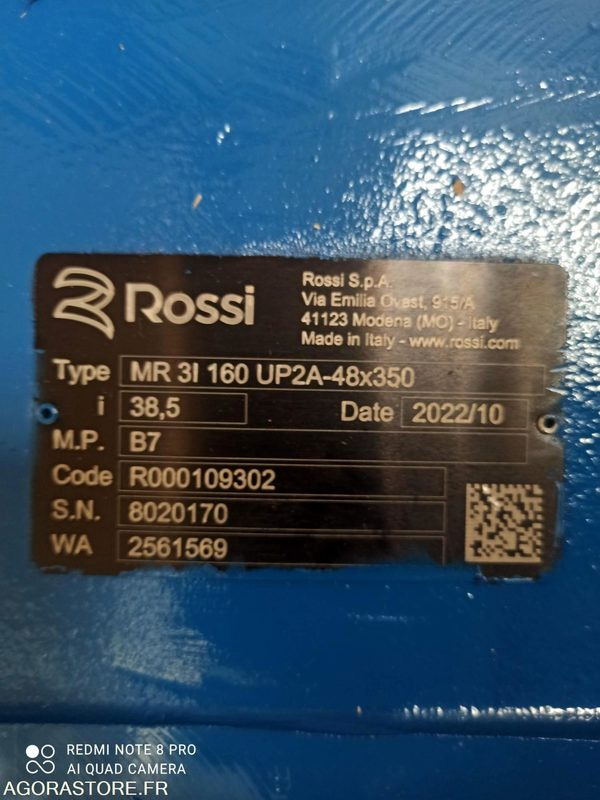 Rossi
Rossi S.p.A.
Via Emilia Ovest, 915/A
41123 Modena (MO) - Italy
Made in Italy - www.rossi.com
Type MR 3I 160 UP2A-48x350
i 38,5 Date 2022/10
M.P. B7
Code R000109302
S.N. 8020170
WA 2561569
REDMI NOTE 8 PRO
AI QUAD CAMERA
AGORASTORE.FR